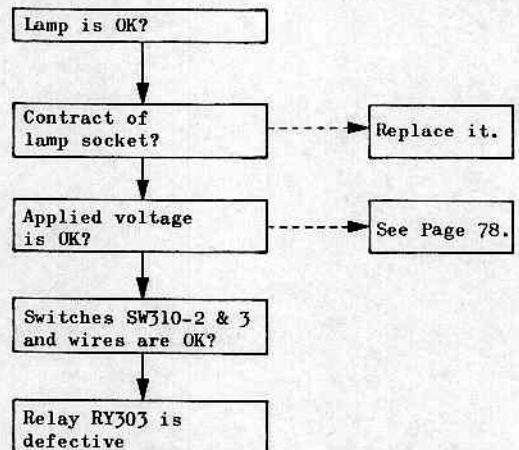 Lamp is OK?
Contract of
lamp socket?
Replace it.
Applied voltage
is OK?
See Page 78.
Switches SW310-2 & 3
and wires are OK?
Relay RY303 is
defective